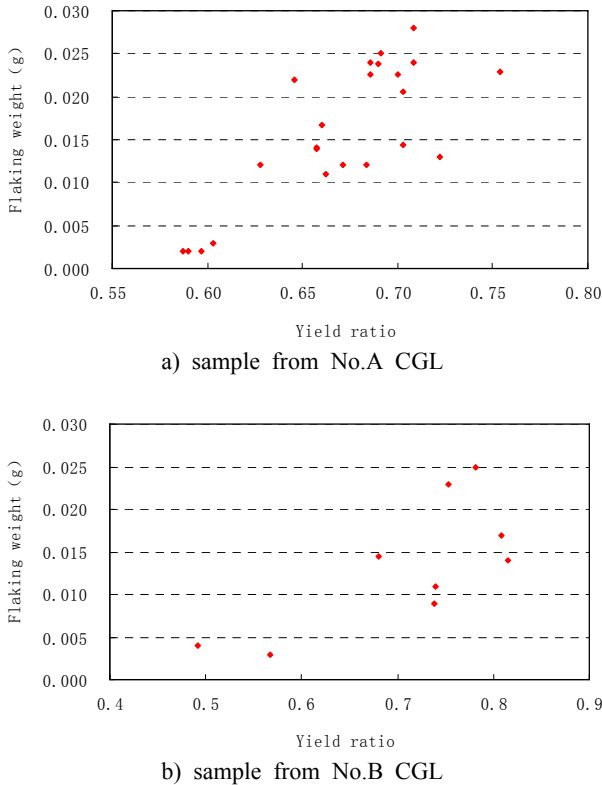 0.030
0.025
0.020
0.015
0.010
0.005
0.000
Flaking weight (g)
0.55 0.60 0.65 0.70 0.75 0.80
Yield ratio
a) sample from No.A CGL
0.030
0.025
0.020
0.015
0.010
0.005
0.000
Flaking weight (g)
0.4 0.5 0.6 0.7 0.8 0.9
Yield ratio
b) sample from No.B CGL